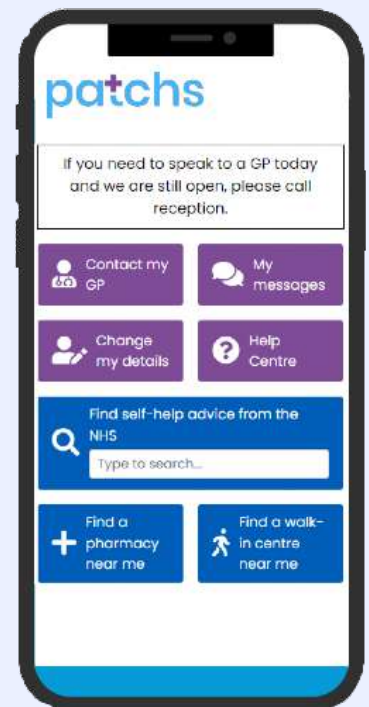 patchs
If you need to speak to a GP today
and we are still open, please call
reception.
Contact my
GP
My
messages
Change
my details
Help
Centre
Find self-help advice from the
NHS
Type to search...
Find a
pharmacy
near me
Find a walk-
in centre
near me